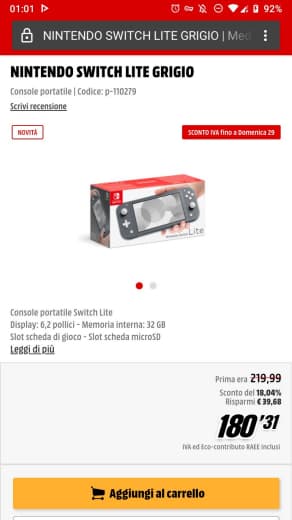 01:01
92%
NINTENDO SWITCH LITE GRIGIO | Med
NINTENDO SWITCH LITE GRIGIO
Console portatile | Codice: p-110279
Scrivi recensione
NOVITÀ
SCONTO IVA fino a Domenica 29
Lite
Console portatile Switch Lite
Display: 6,2 pollici - Memoria interna: 32 GB
Slot scheda di gioco - Slot scheda microSD
Leggi di più
Prima era 219,99
Sconto del 18,04%
Risparmi € 39,68
180,31
IVA ed Eco-contributo RAEE inclusi
Aggiungi al carrello